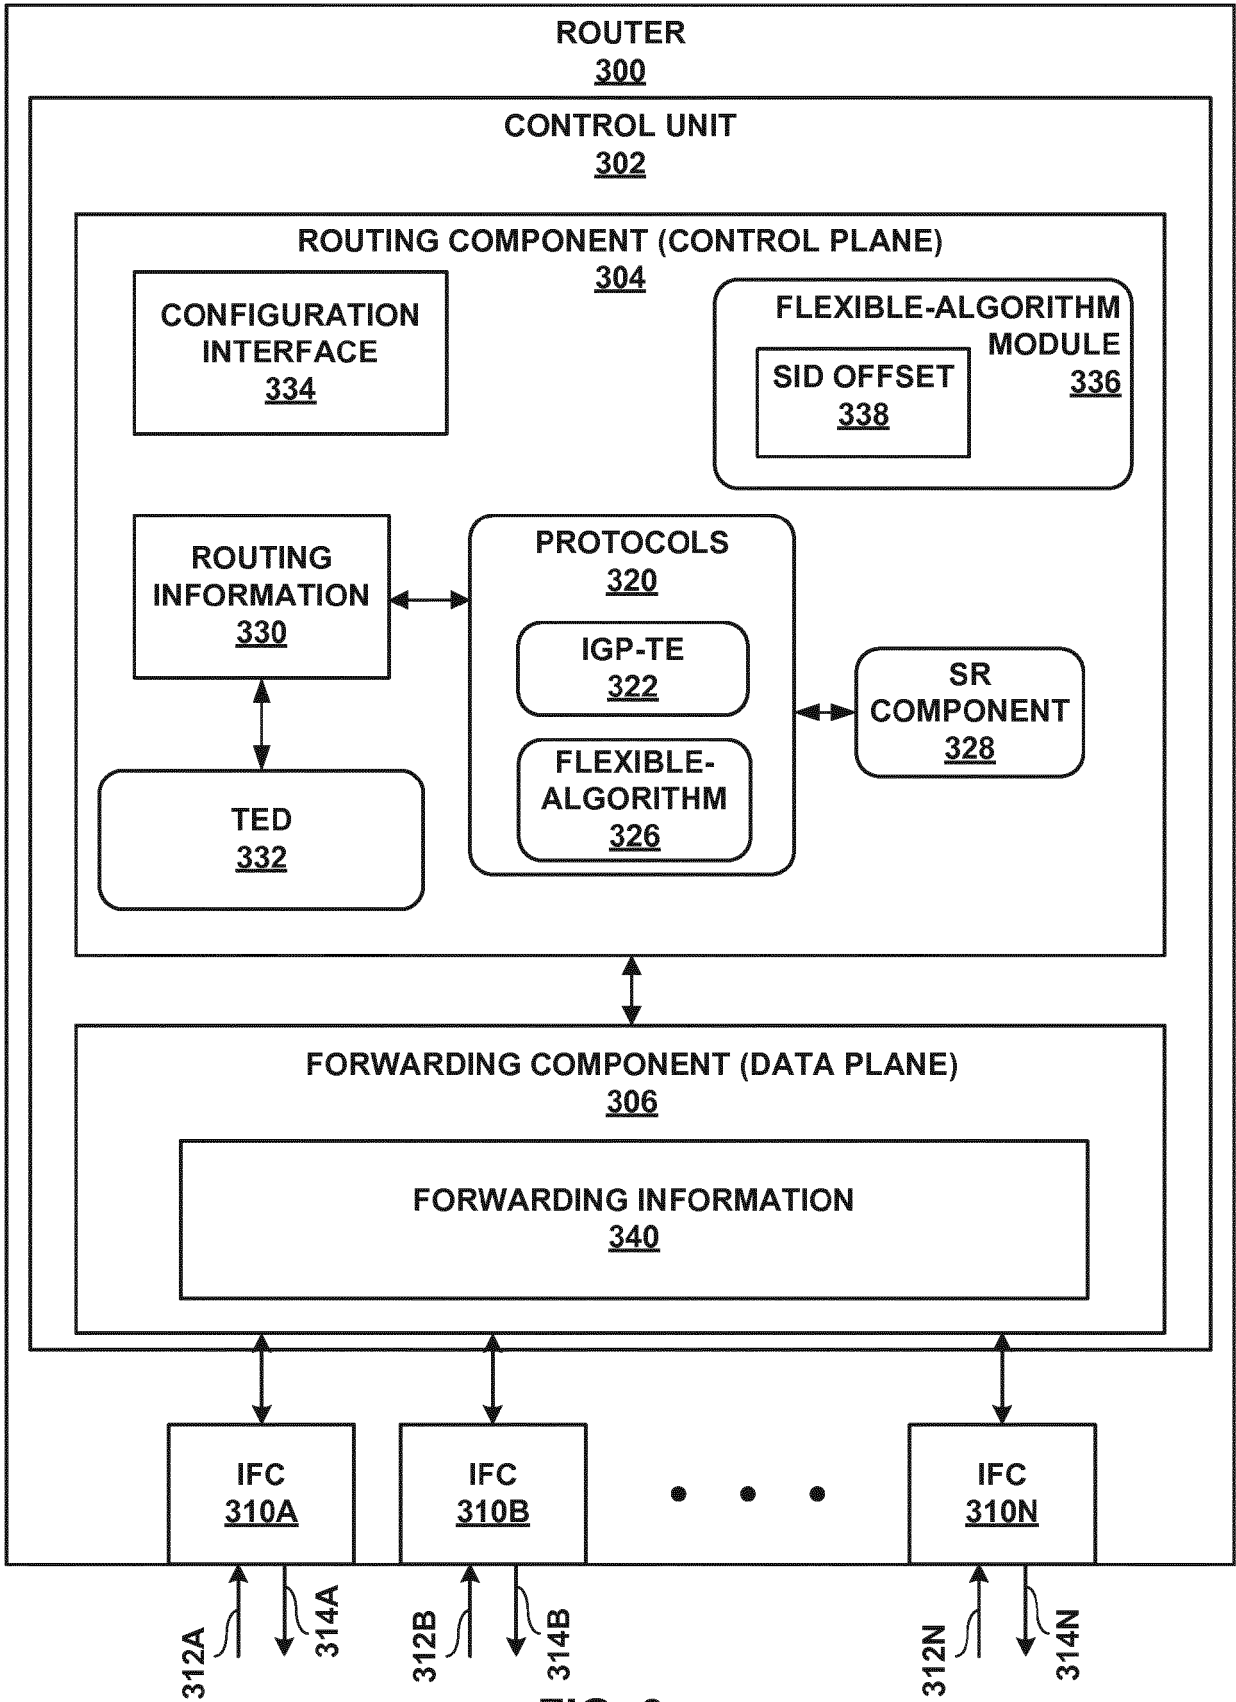 ROUTER
300
CONTROL UNIT
302
ROUTING COMPONENT (CONTROL PLANE)
304
CONFIGURATION
INTERFACE
334
FLEXIBLE-ALGORITHM
MODULE
336
SID OFFSET
338
ROUTING
INFORMATION
330
PROTOCOLS
320
IGP-TE
322
FLEXIBLE-
ALGORITHM
326
SR
COMPONENT
328
TED
332
FORWARDING COMPONENT (DATA PLANE)
306
FORWARDING INFORMATION
340
IFC
310A
IFC
310B
IFC
310N
312A
314A
312B
314B
312N
314N